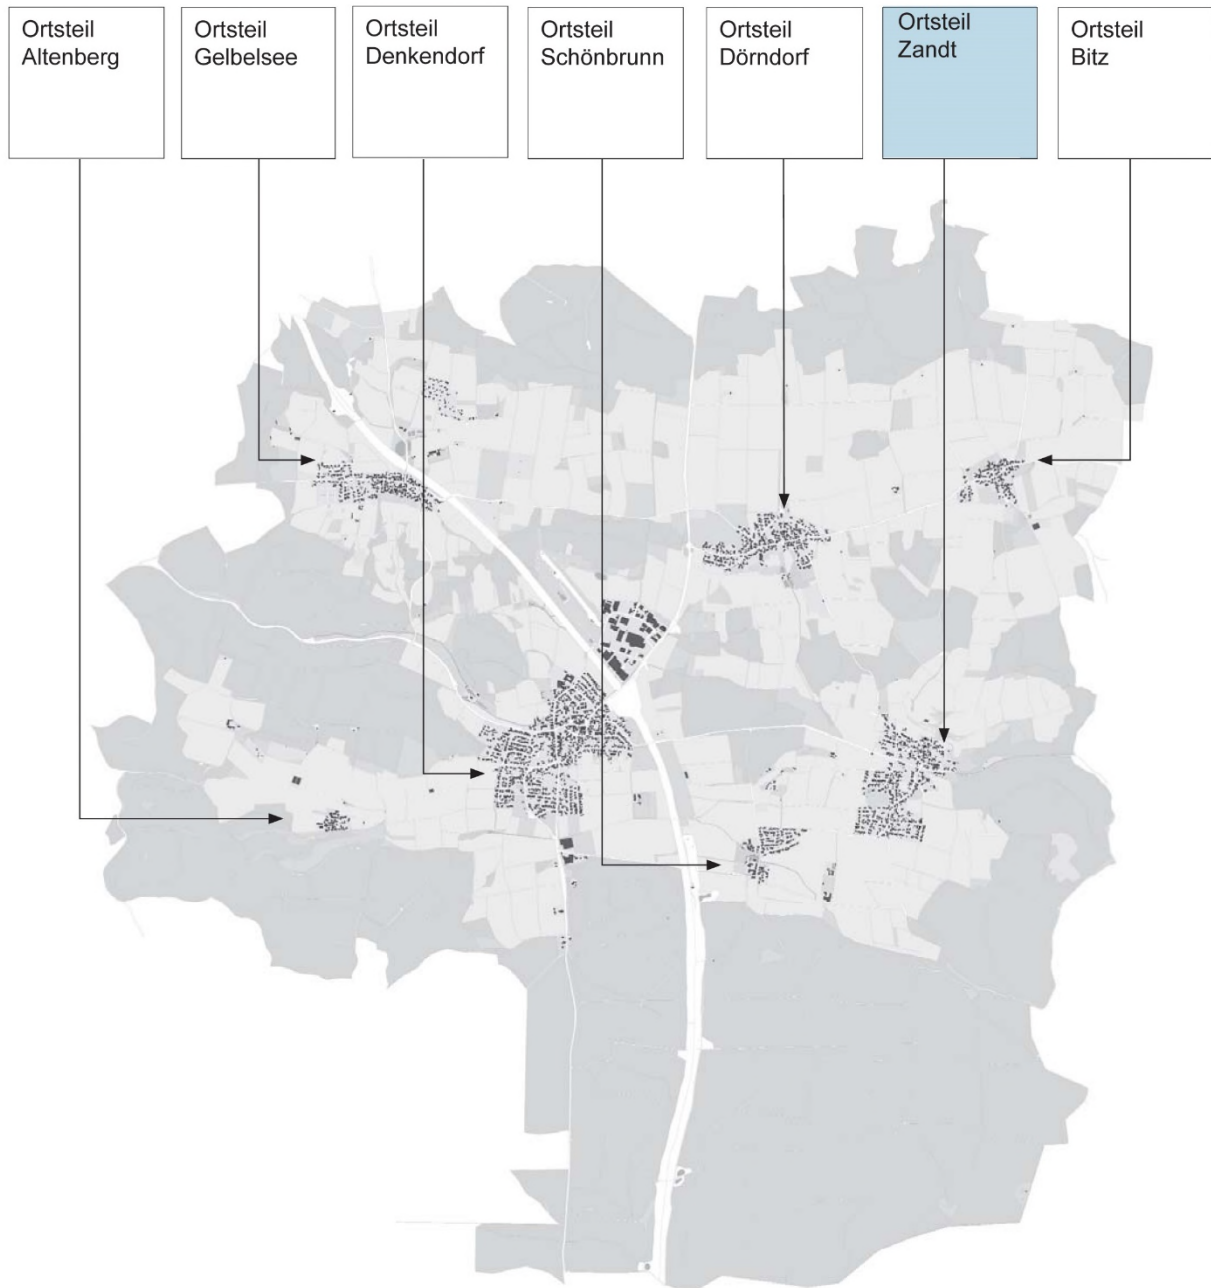 Ortsteil
Altenberg
Ortsteil
Gelbelsee
Ortsteil
Denkendorf
Ortsteil
Schönbrunn
Ortsteil
Dörndorf
Ortsteil
Zandt
Ortsteil
Bitz